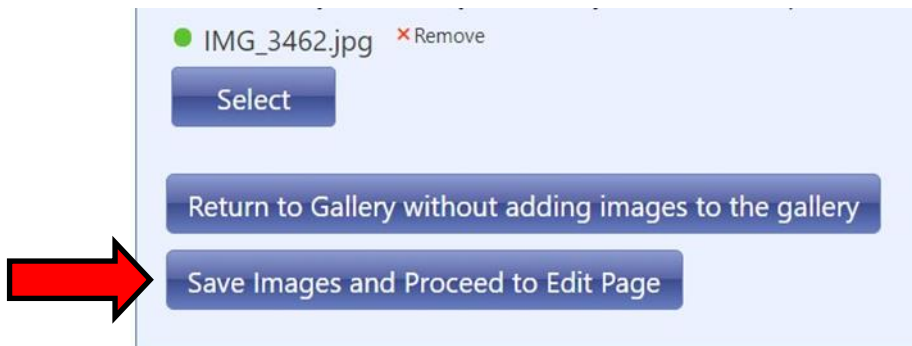 IMG_3462.jpg ×Remove
Select
Return to Gallery without adding images to the gallery
Save Images and Proceed to Edit Page